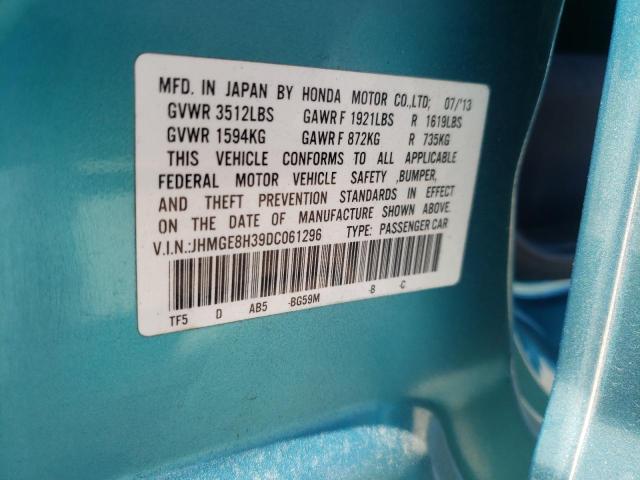 MFD. IN JAPAN BY HONDA MOTOR CO.,LTD; 07/'13
GVWR 3512LBS GAWR F 1921LBS R 1619LBS
GVWR 1594KG GAWR F 872KG R 735KG
THIS VEHICLE CONFORMS TO ALL APPLICABLE
FEDERAL MOTOR VEHICLE SAFETY ,BUMPER,
AND THEFT PREVENTION STANDARDS IN EFFECT
ON THE DATE OF MANUFACTURE SHOWN ABOVE.
V.I.N.:JHMGE8H39DC061296 TYPE: PASSENGER CAR
TF5 D AB5 -BG59M -B -C